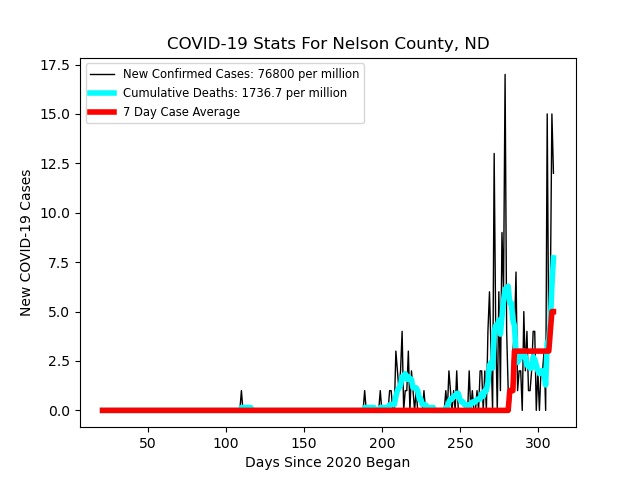 COVID-19 Stats For Nelson County, ND
17.5
15.0
12.5
10.0
7.5
5.0
2.5
0.0
New COVID-19 Cases
New Confirmed Cases: 76800 per million
Cumulative Deaths: 1736.7 per million
7 Day Case Average
50 100 150 200 250 300
Days Since 2020 Began